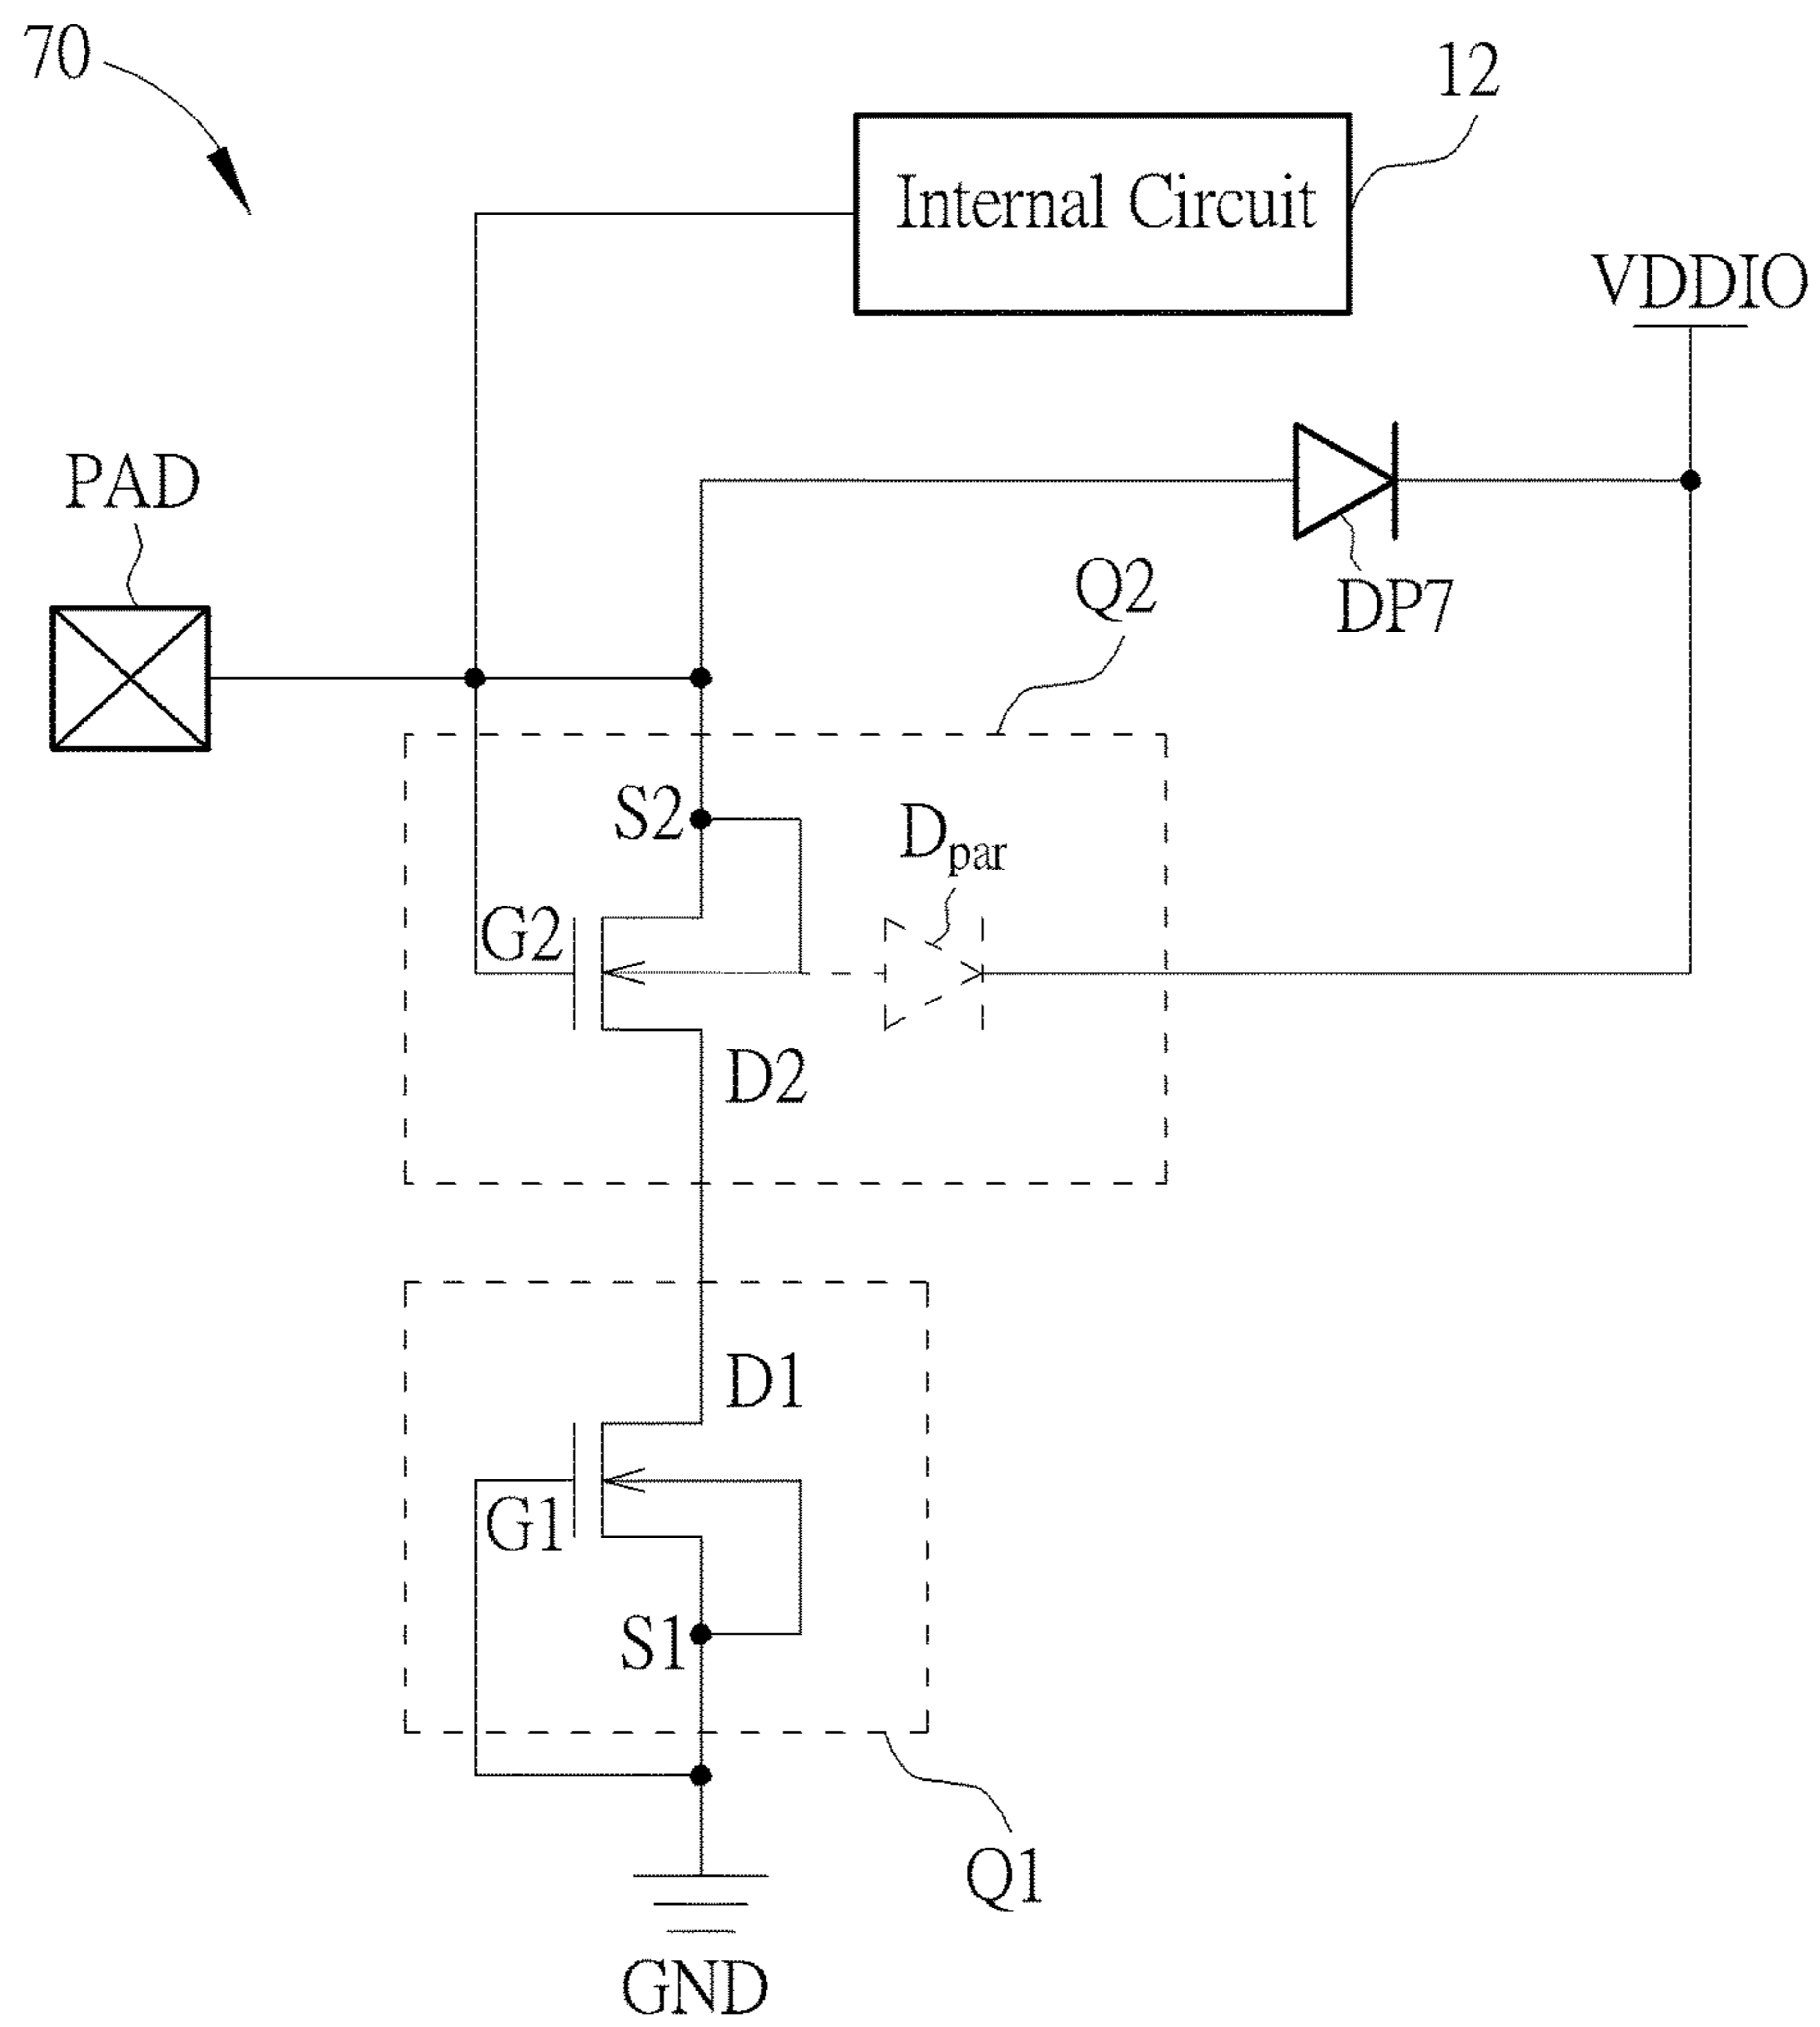 70
12
Internal Circuit
VDDIO
PAD
DP7
Q2
S2
Dpar
G2
D2
D1
G1
S1
Q1
GND